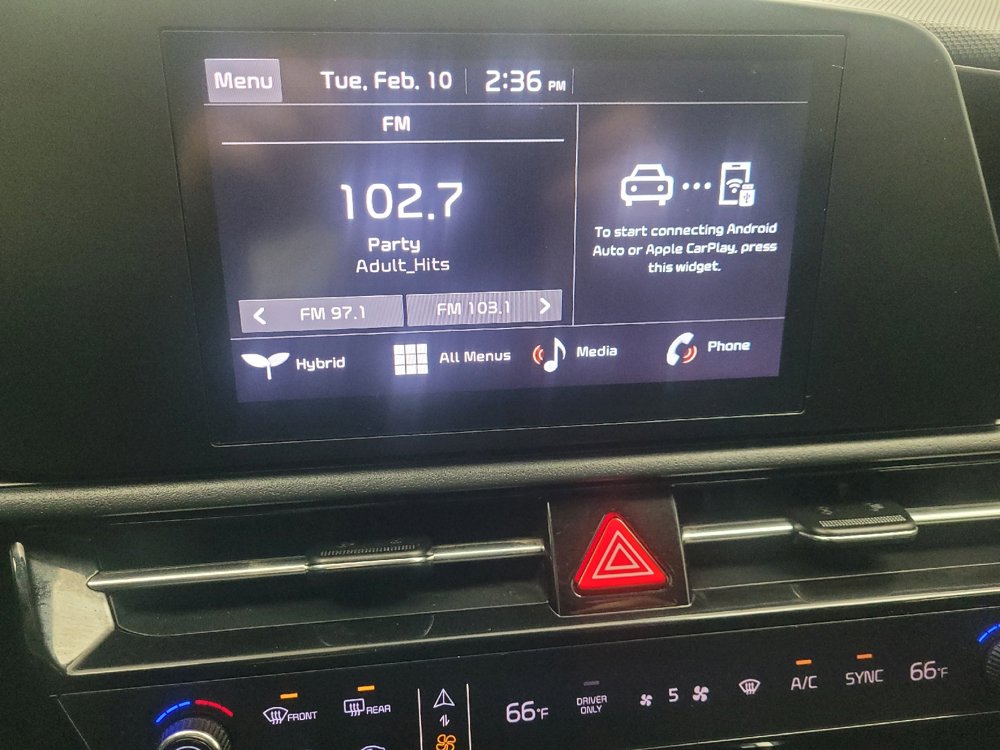 Menu Tue. Feb. 10 2:36 PM
FM
102.7
Party
Adult_Hits
FM 97.1 FM 103.1
To start connecting Android
Auto or Apple CarPlay, press
this widget.
Hybrid All Menus Media Phone
FRONT REAR 66°F DRIVER
ONLY 5 A/C SYNC 66°F